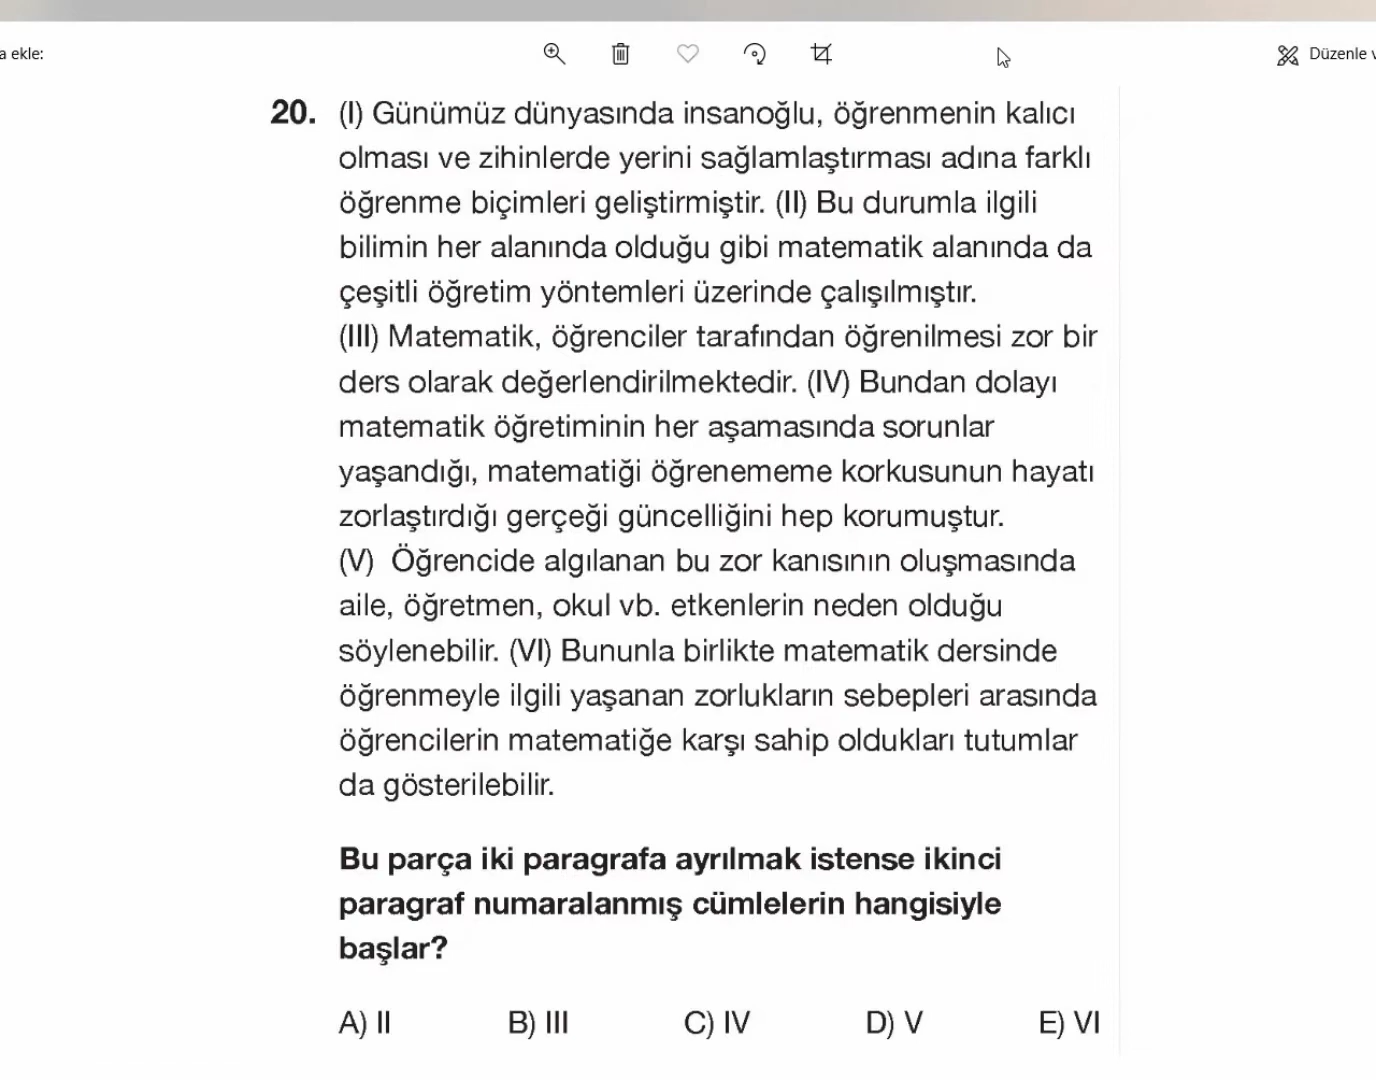 a ekle:
Düzenle v
20. (I) Günümüz dünyasında insanoğlu, öğrenmenin kalıcı
olması ve zihinlerde yerini sağlamlaştırması adına farklı
öğrenme biçimleri geliştirmiştir. (II) Bu durumla ilgili
bilimin her alanında olduğu gibi matematik alanında da
çeşitli öğretim yöntemleri üzerinde çalışılmıştır.
(III) Matematik, öğrenciler tarafından öğrenilmesi zor bir
ders olarak değerlendirilmektedir. (IV) Bundan dolayı
matematik öğretiminin her aşamasında sorunlar
yaşandığı, matematiği öğrenememe korkusunun hayatı
zorlaştırdığı gerçeği güncelliğini hep korumuştur.
(V) Öğrencide algılanan bu zor kanısının oluşmasında
aile, öğretmen, okul vb. etkenlerin neden olduğu
söylenebilir. (VI) Bununla birlikte matematik dersinde
öğrenmeyle ilgili yaşanan zorlukların sebepleri arasında
öğrencilerin matematiğe karşı sahip oldukları tutumlar
da gösterilebilir.
Bu parça iki paragrafa ayrılmak istense ikinci
paragraf numaralanmış cümlelerin hangisiyle
başlar?
A) II B) III C) IV D) V E) VI